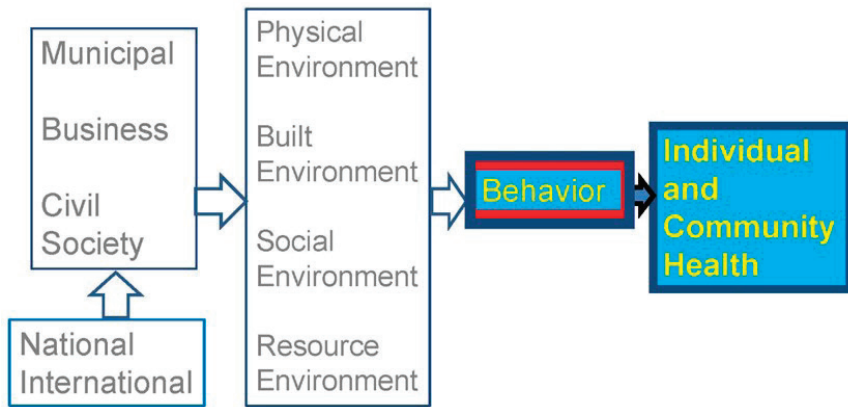 Municipal
Business
Civil
Society
National
International
Physical
Environment
Built
Environment
Social
Environment
Resource
Environment
Behavior
Individual
and
Community
Health